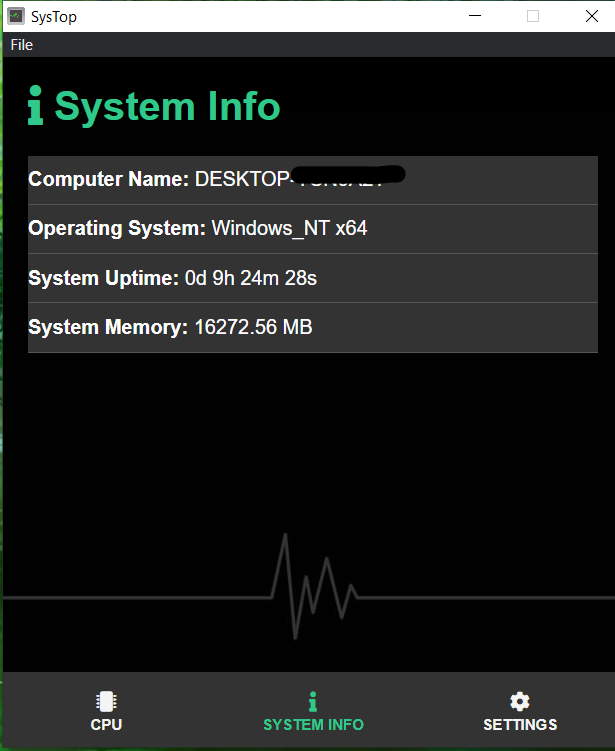 SysTop
File
System Info
Computer Name: DESKTOP-
Operating System: Windows_NT x64
System Uptime: 0d 9h 24m 28s
System Memory: 16272.56 MB
CPU
SYSTEM INFO
SETTINGS